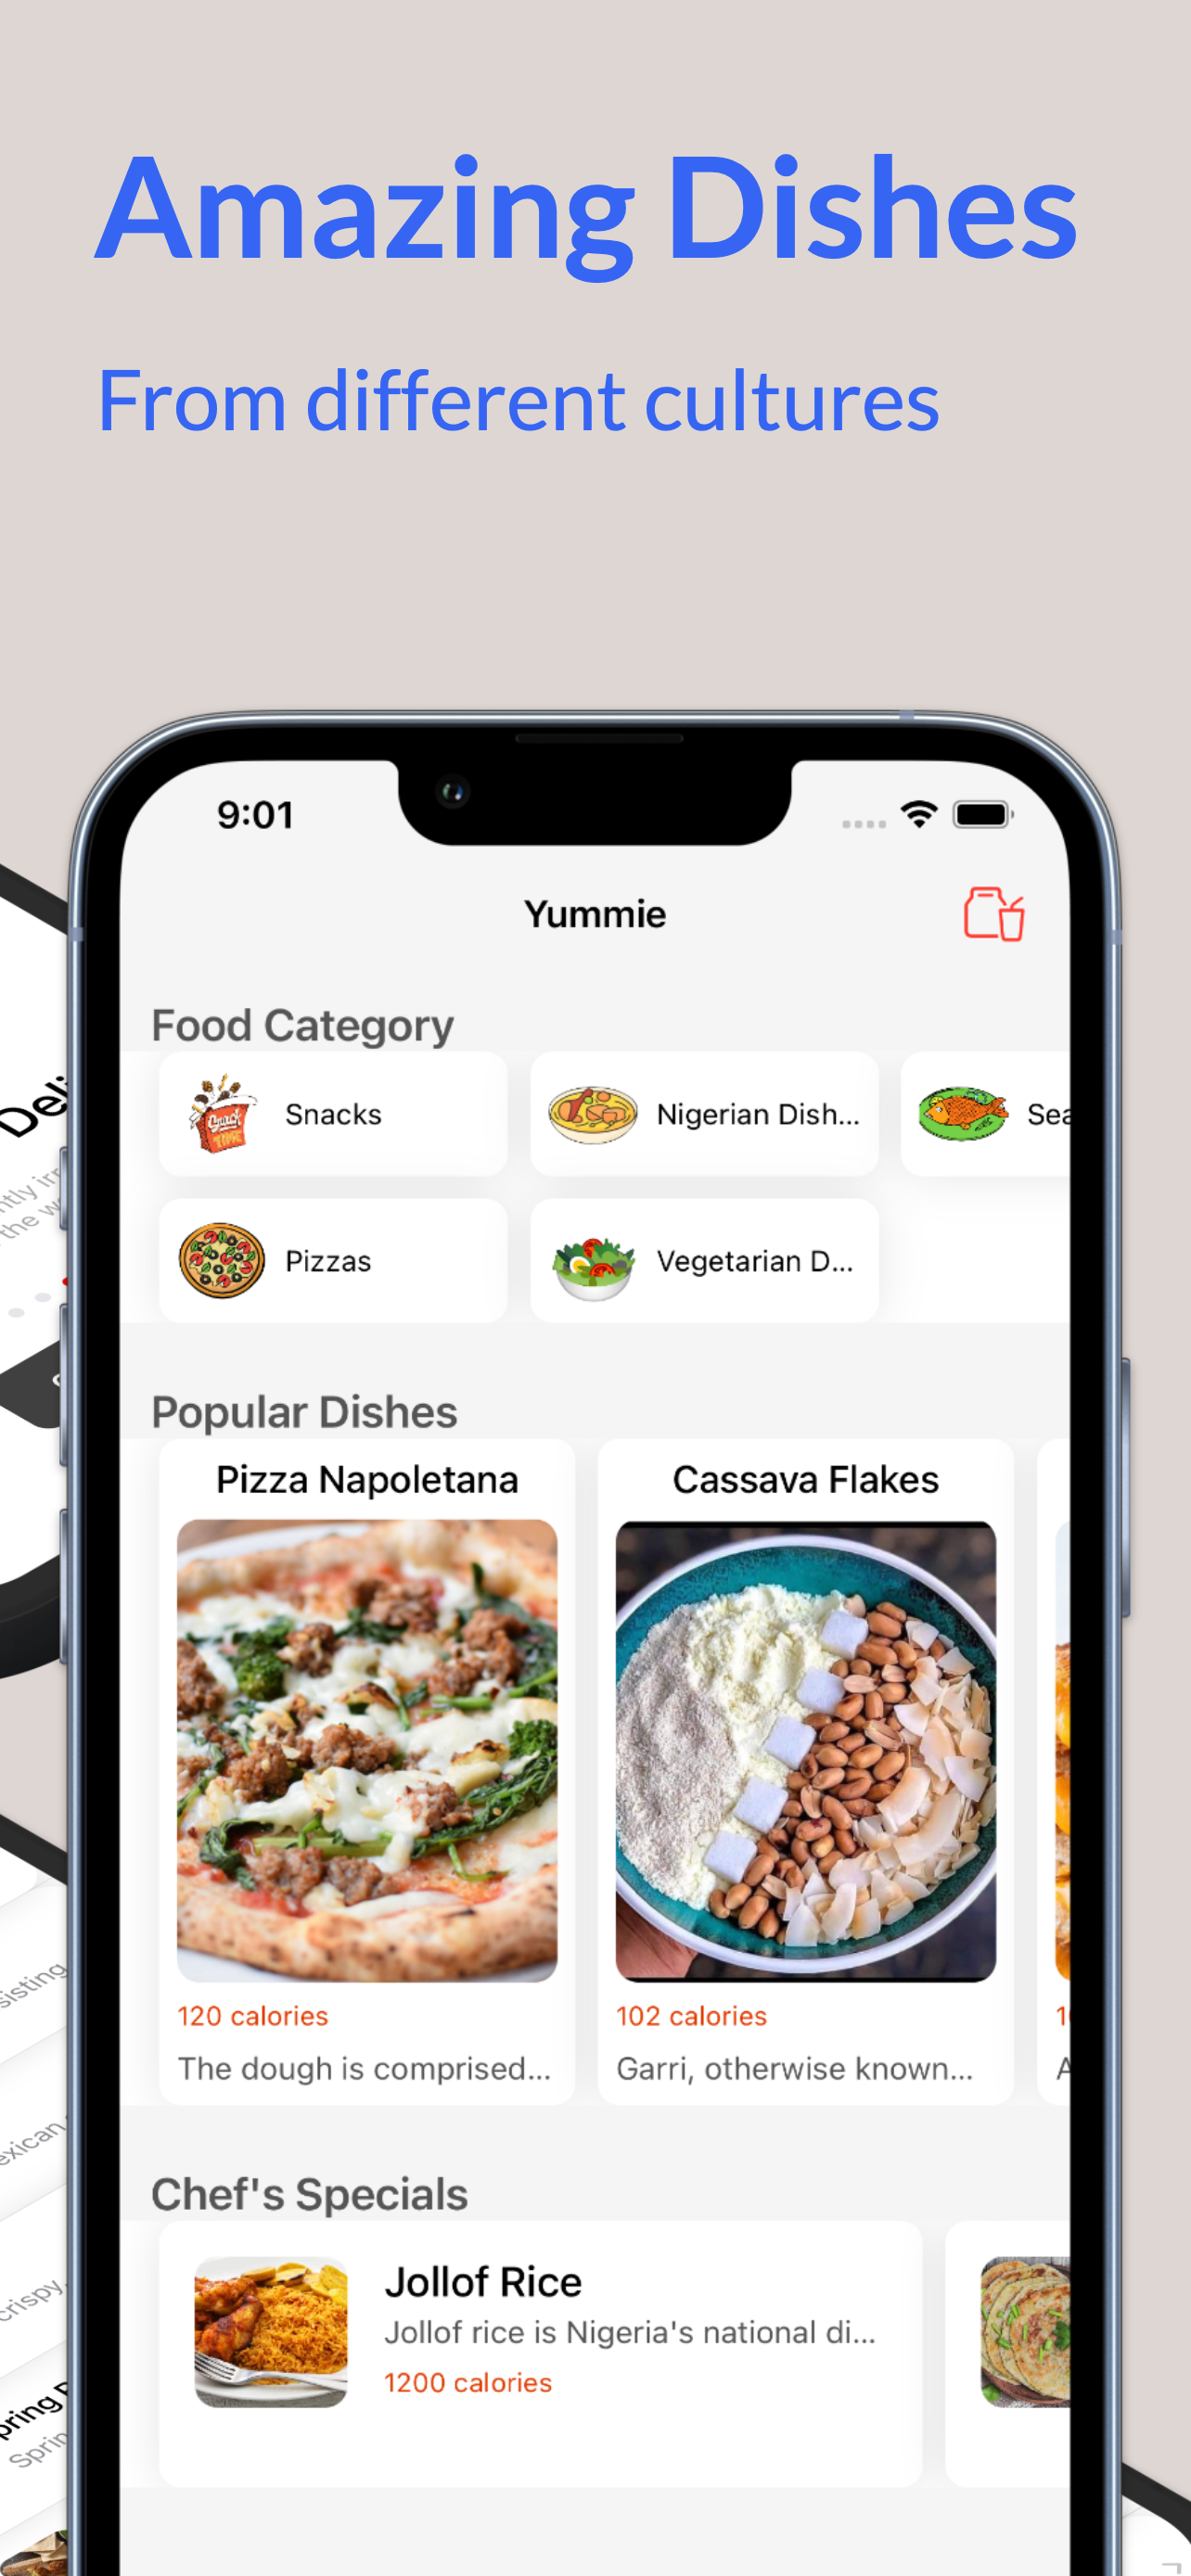 Amazing Dishes
From different cultures
9:01
Yummie
Food Category
Snacks
Nigerian Dish...
Pizzas
Vegetarian D...
Popular Dishes
Pizza Napoletana
Cassava Flakes
120 calories
102 calories
The dough is comprised...
Garri, otherwise known...
Chef's Specials
Jollof Rice
Jollof rice is Nigeria's national di...
1200 calories